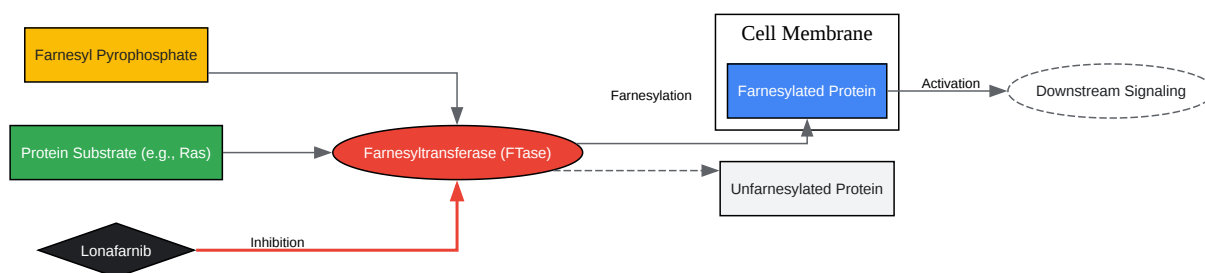 Cell Membrane
Farnesyl Pyrophosphate
Farnesylation
Farnesylated Protein
Activation
Downstream Signaling
Protein Substrate (e.g., Ras)
Farnesyltransferase (FTase)
Unfarnesylated Protein
Lonafarnib
Inhibition